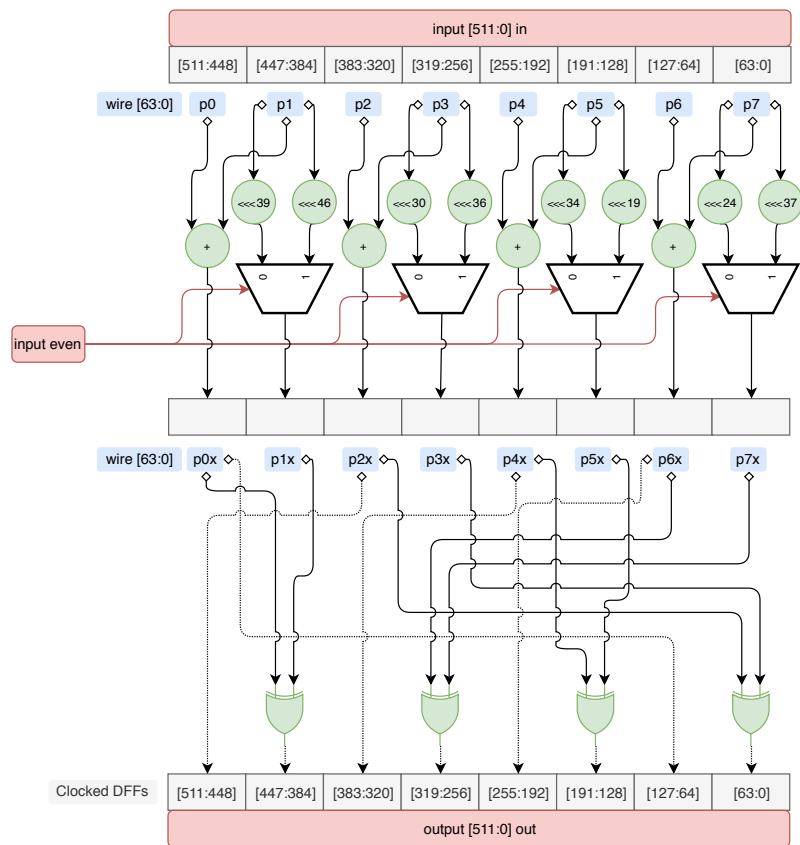 input [511:0] in
[511:448] [447:384] [383:320] [319:256] [255:192] [191:128] [127:64] [63:0]
wire [63:0] p0 p1 p2 p3 p4 p5 p6 p7
<<<39 <<<46 <<<30 <<<36 <<<34 <<<19 <<<24 <<<37
+ + + +
0 1 0 1 0 1 0 1
input even
wire [63:0] p0x p1x p2x p3x p4x p5x p6x p7x
Clocked DFFs [511:448] [447:384] [383:320] [319:256] [255:192] [191:128] [127:64] [63:0]
output [511:0] out